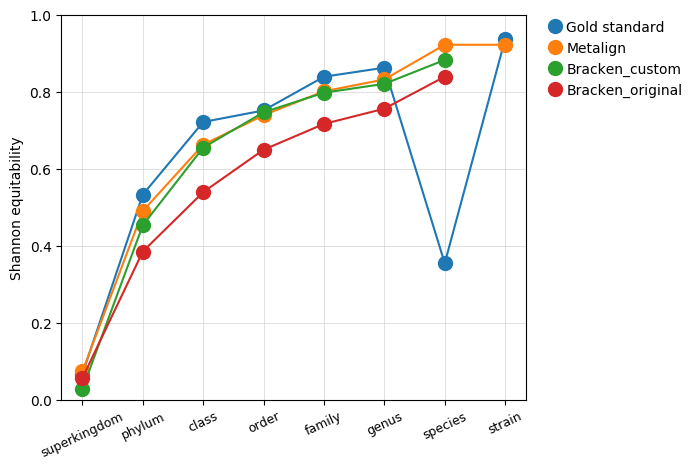 Shannon equitability
1.0
0.8
0.6
0.4
0.2
0.0
superkingdom
phylum
class
order
family
genus
species
strain
Gold standard
Metalign
Bracken_custom
Bracken_original